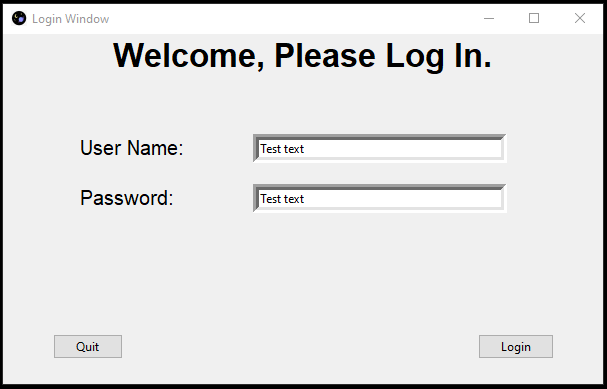 Login Window
Welcome, Please Log In.
User Name: Test text
Password: Test text
Quit Login